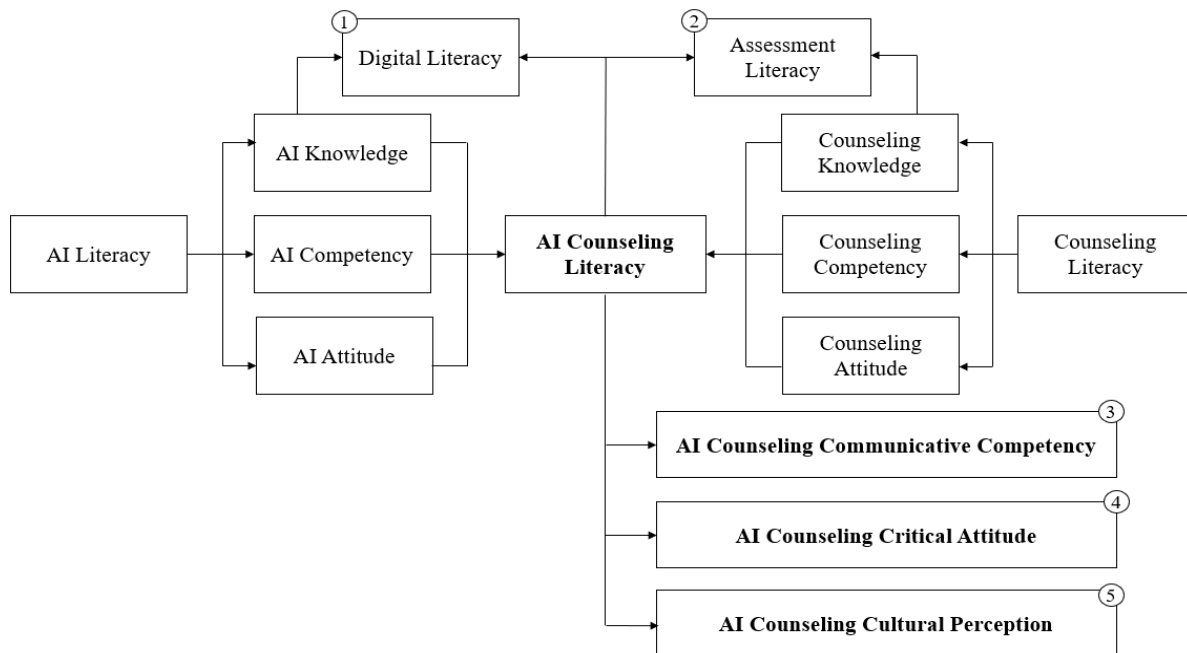 1
Digital Literacy
2
Assessment
Literacy
AI Knowledge
Counseling
Knowledge
AI Literacy
AI Competency
AI Counseling
Literacy
Counseling
Competency
Counseling
Literacy
AI Attitude
Counseling
Attitude
3
AI Counseling Communicative Competency
4
AI Counseling Critical Attitude
5
AI Counseling Cultural Perception